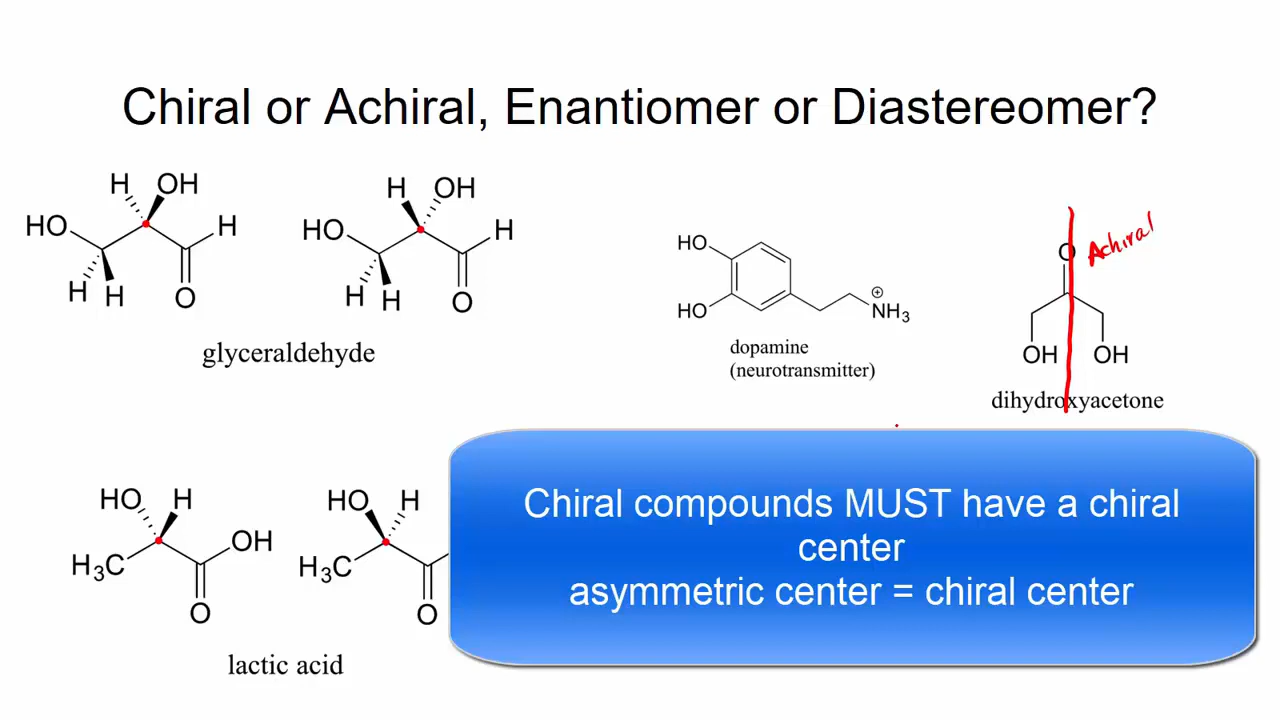 Chiral or Achiral, Enantiomer or Diastereomer?
H OH
HO H
H H O
H OH
HO H
H H O
glyceraldehyde
HO
HO
⊕
NH3
dopamine
(neurotransmitter)
O
Achiral
OH OH
dihydroxyacetone
HO H
OH
H3C
O
lactic acid
HO H
H3C
O
Chiral compounds MUST have a chiral
center
asymmetric center = chiral center